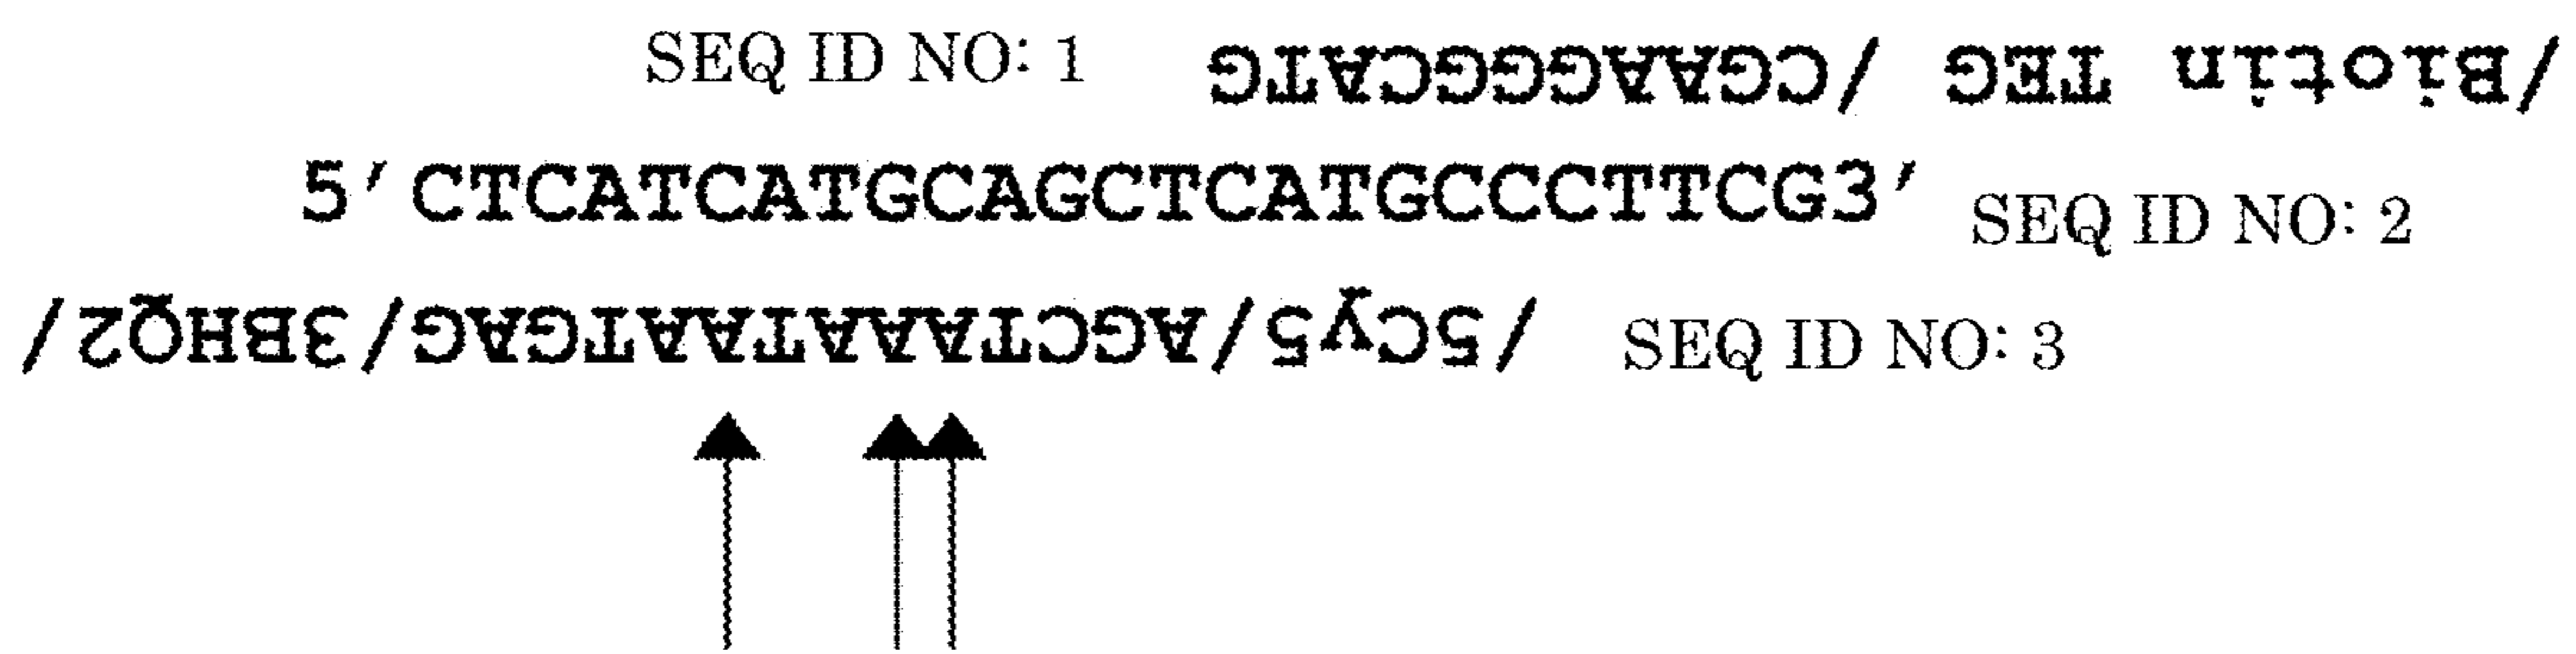 SEQ ID NO: 1 /Biotin TEG /CGAAGGGCATG
5'CTCATCATGCAGCTCATGCCCTTCG3' SEQ ID NO: 2
/5Cy5/AGCTAAATAATGAG/3BHQ2/ SEQ ID NO: 3